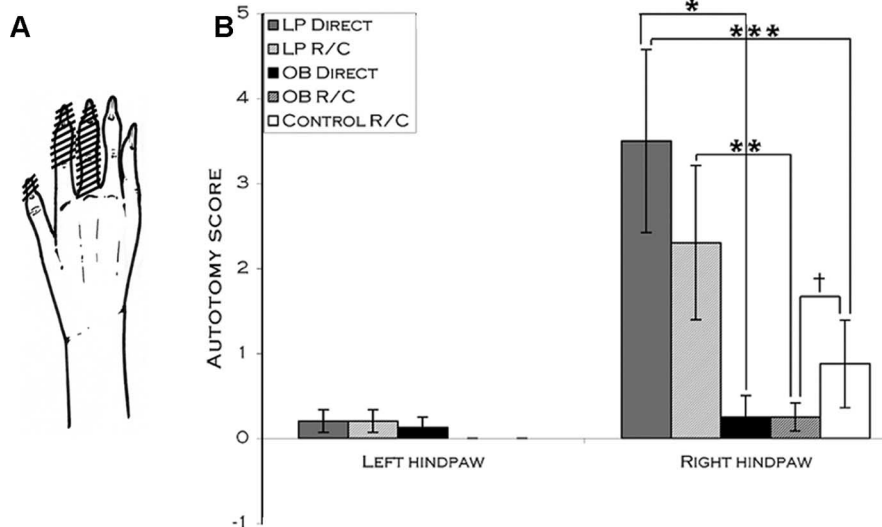 A
B
LP DIRECT
LP R/C
OB DIRECT
OB R/C
CONTROL R/C
AUTOTOMY SCORE
5
4
3
2
1
0
-1
*
***
**
†
LEFT HINDPAW
RIGHT HINDPAW